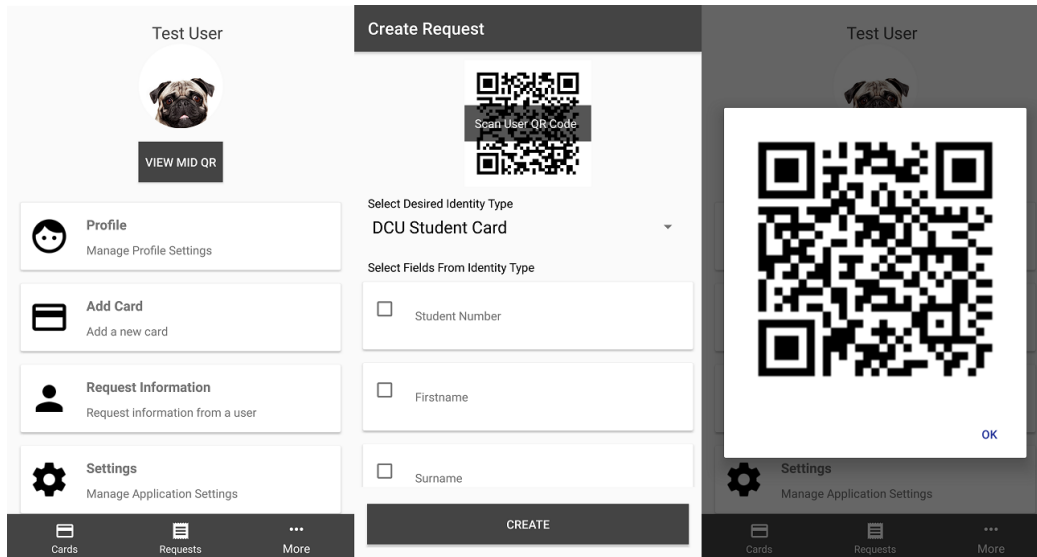 Test User
VIEW MID QR
Profile
Manage Profile Settings
Add Card
Add a new card
Request Information
Request information from a user
Settings
Manage Application Settings
Cards
Requests
More
Create Request
Scan User QR Code
Select Desired Identity Type
DCU Student Card
Select Fields From Identity Type
Student Number
Firstname
Surname
CREATE
Test User
OK
Settings
Manage Application Settings
Cards
Requests
More